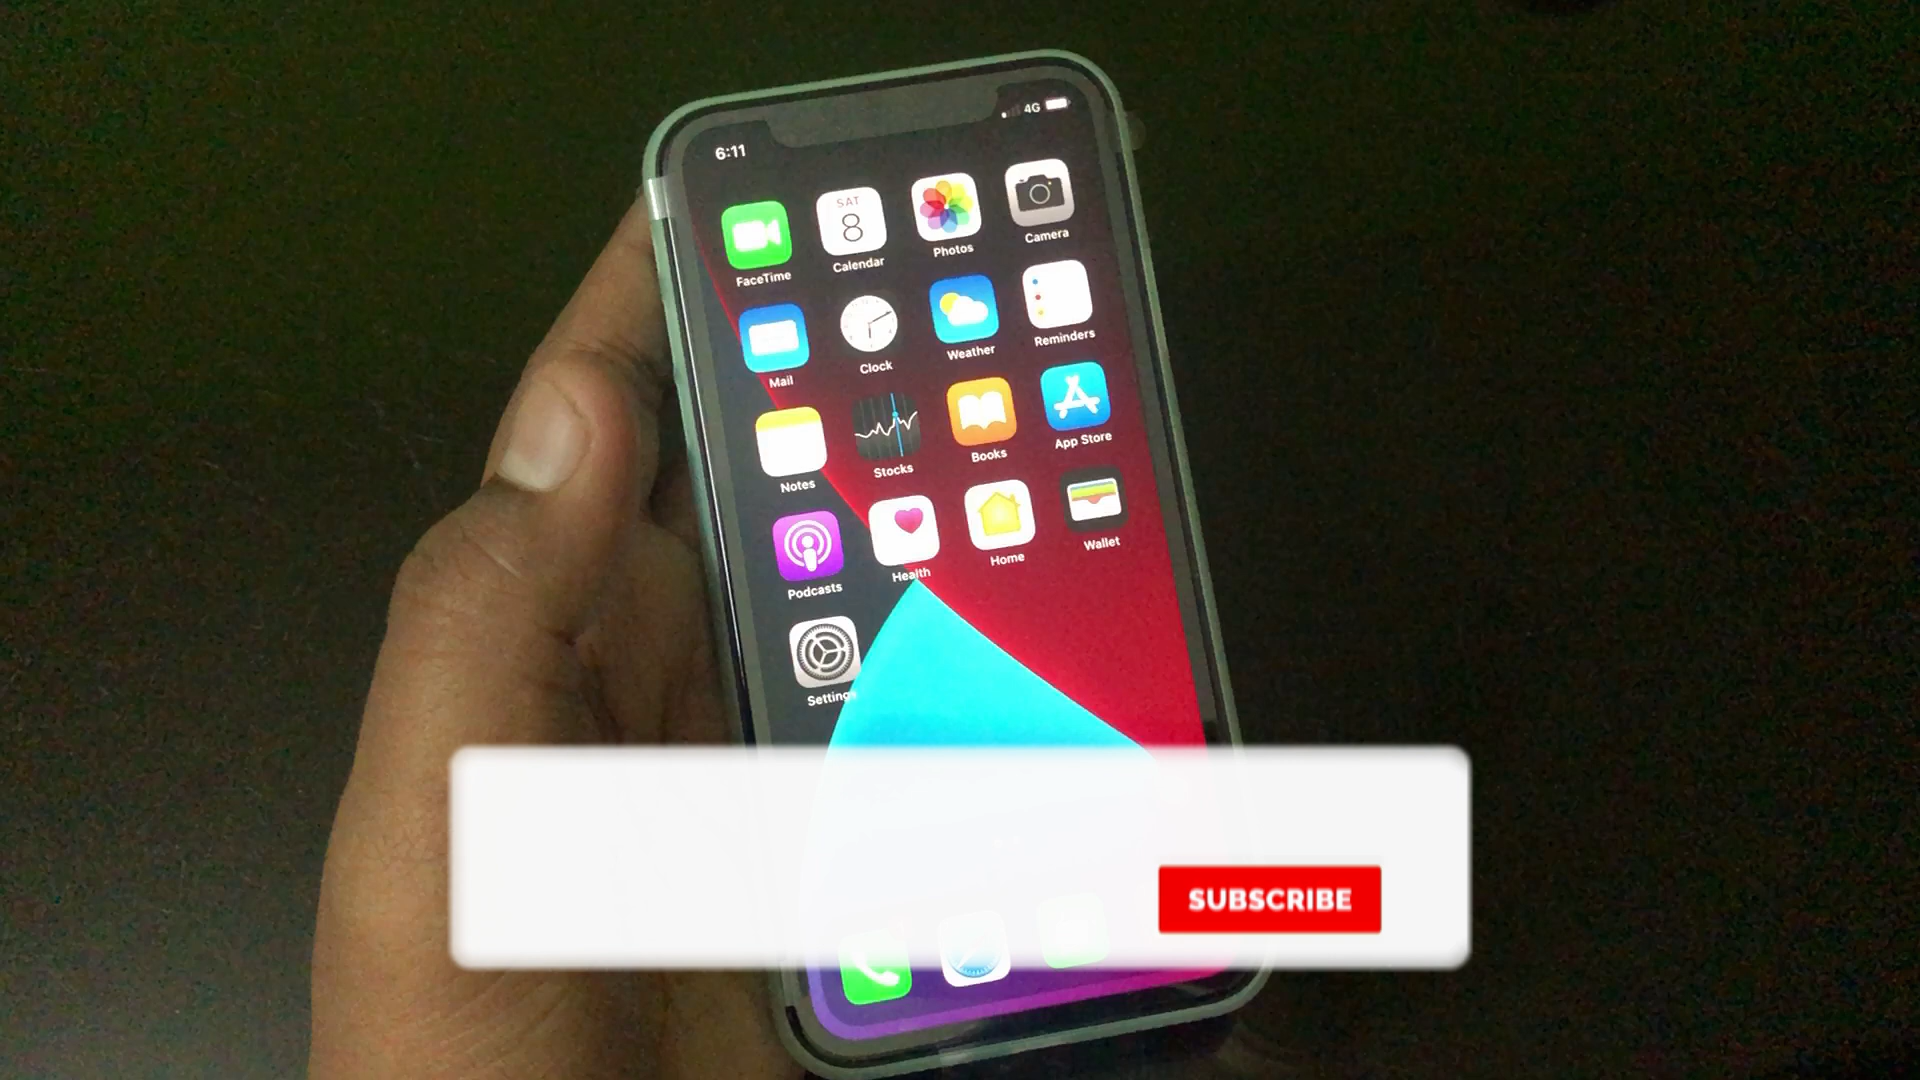 4G
6:11
SAT
8
FaceTime
Calendar
Photos
Camera
Mail
Clock
Weather
Reminders
Notes
Stocks
Books
App Store
Podcasts
Health
Home
Wallet
Settings
SUBSCRIBE